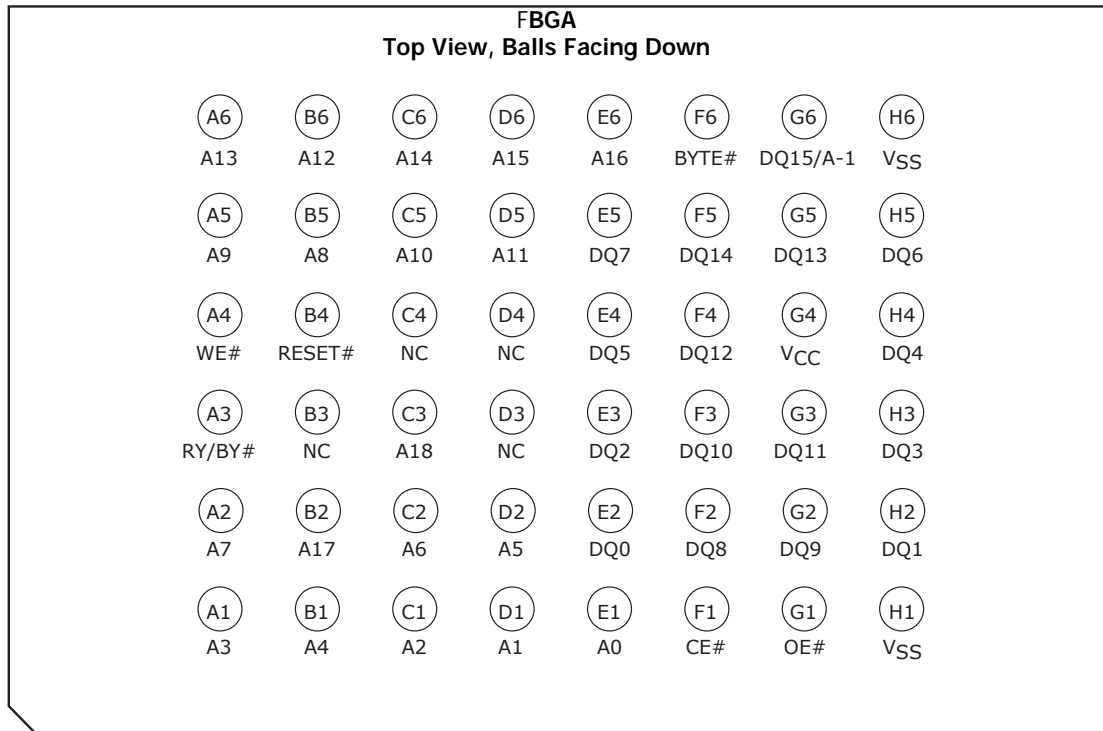 FBGA
Top View, Balls Facing Down
A6 B6 C6 D6 E6 F6 G6 H6
A13 A12 A14 A15 A16 BYTE# DQ15/A-1 VSS
A5 B5 C5 D5 E5 F5 G5 H5
A9 A8 A10 A11 DQ7 DQ14 DQ13 DQ6
A4 B4 C4 D4 E4 F4 G4 H4
WE# RESET# NC NC DQ5 DQ12 VCC DQ4
A3 B3 C3 D3 E3 F3 G3 H3
RY/BY# NC A18 NC DQ2 DQ10 DQ11 DQ3
A2 B2 C2 D2 E2 F2 G2 H2
A7 A17 A6 A5 DQ0 DQ8 DQ9 DQ1
A1 B1 C1 D1 E1 F1 G1 H1
A3 A4 A2 A1 A0 CE# OE# VSS